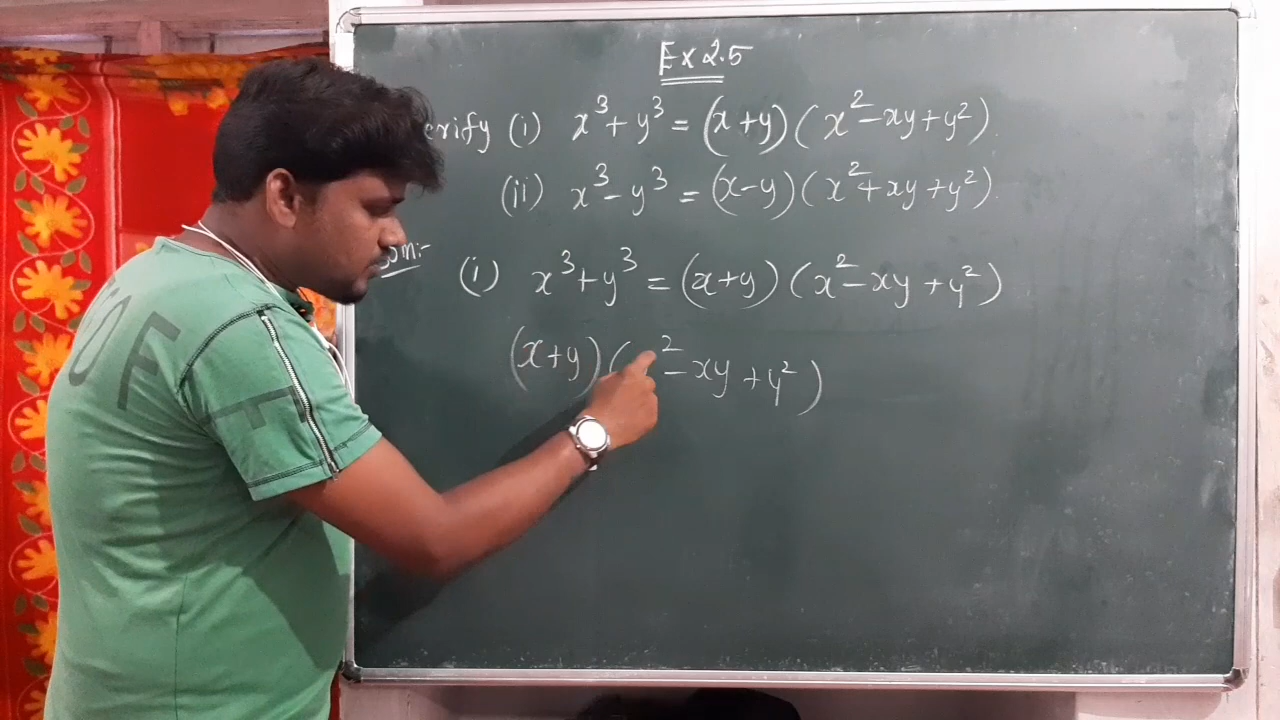 Ex 2.5
erify (i) x³ + y³ = (x+y)(x² - xy + y²).
(ii) x³ - y³ = (x-y)(x² + xy + y²).
(i) x³ + y³ = (x+y)(x² - xy + y²)
(x+y)( ² - xy + y²)